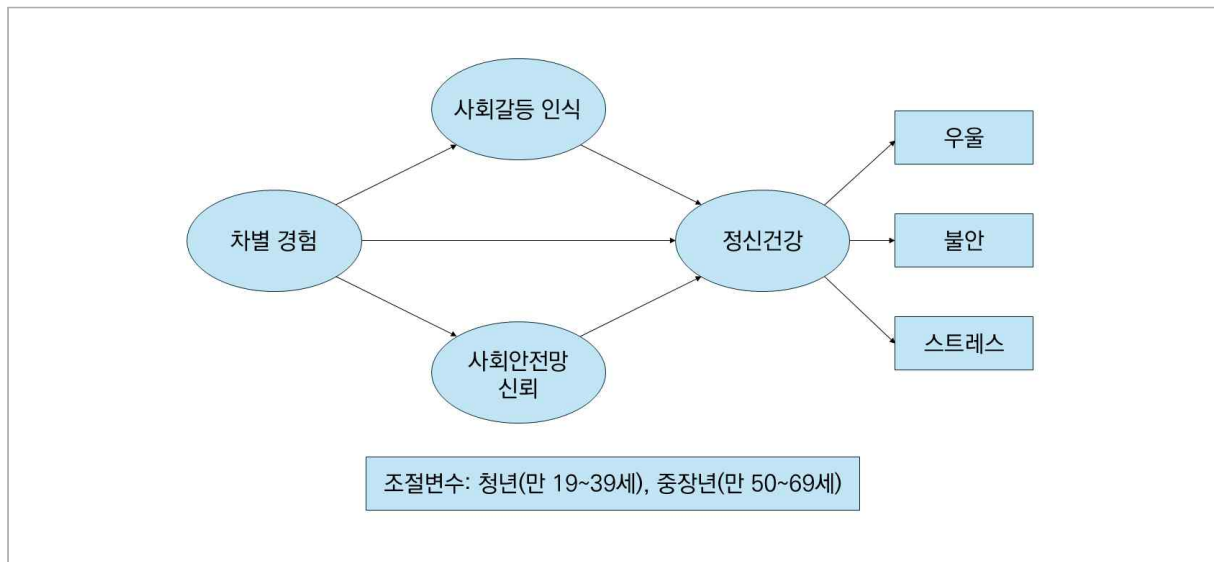 사회갈등 인식
우울
차별 경험
정신건강
불안
사회안전망
신뢰
스트레스
조절변수: 청년(만 19~39세), 중장년(만 50~69세)